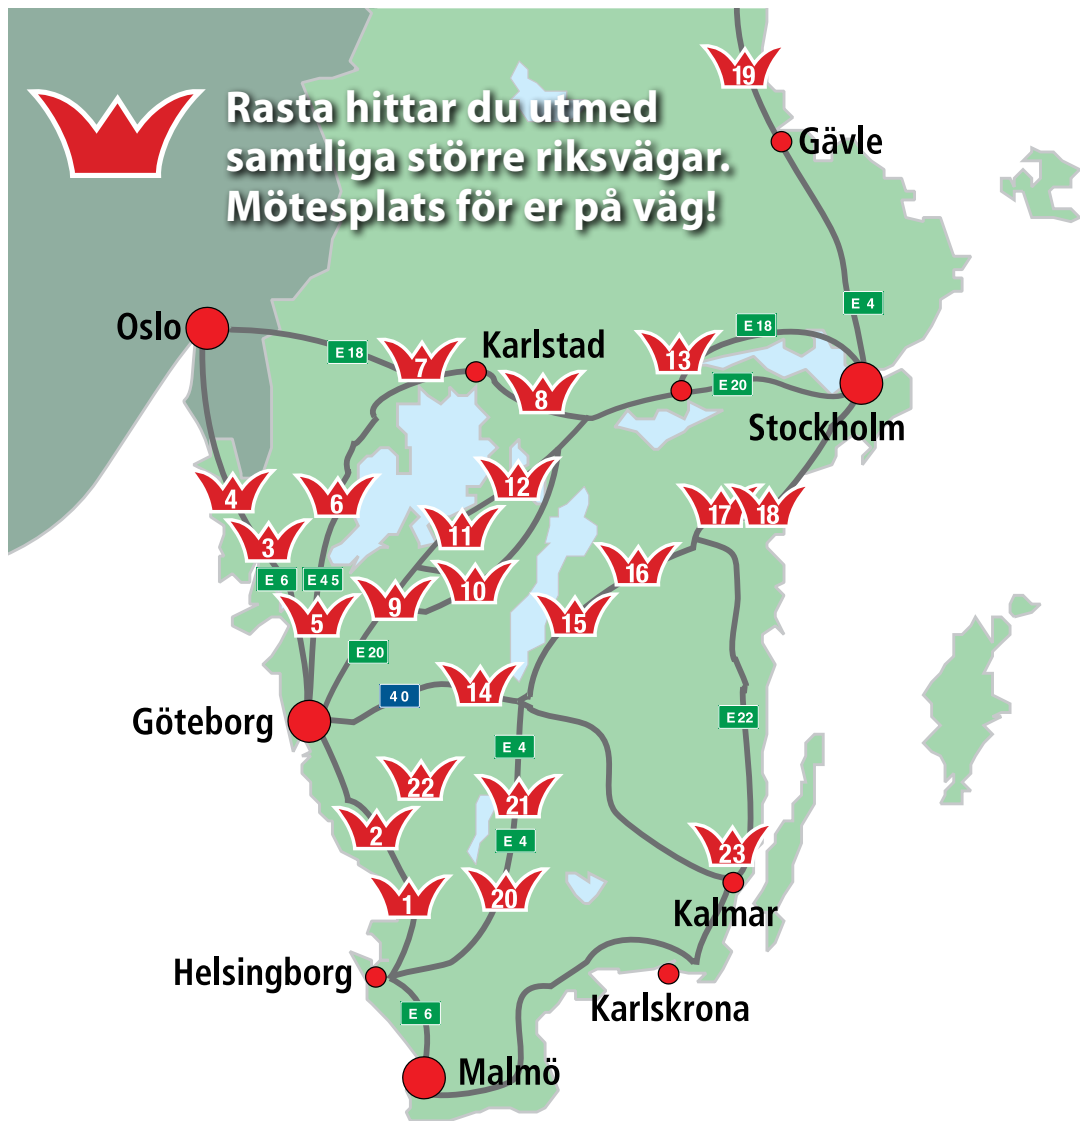 19
Rasta hittar du utmed
samtliga större riksvägar.
Mötesplats för er på väg!
Gävle
E 4
Oslo
E 18
E 18
7
Karlstad
13
8
E 20
Stockholm
12
4
6
17
18
3
11
16
E 6
E 45
10
9
5
15
E 20
14
40
Göteborg
E 22
E 4
22
21
2
E 4
23
1
20
Kalmar
Helsingborg
Karlskrona
E 6
Malmö